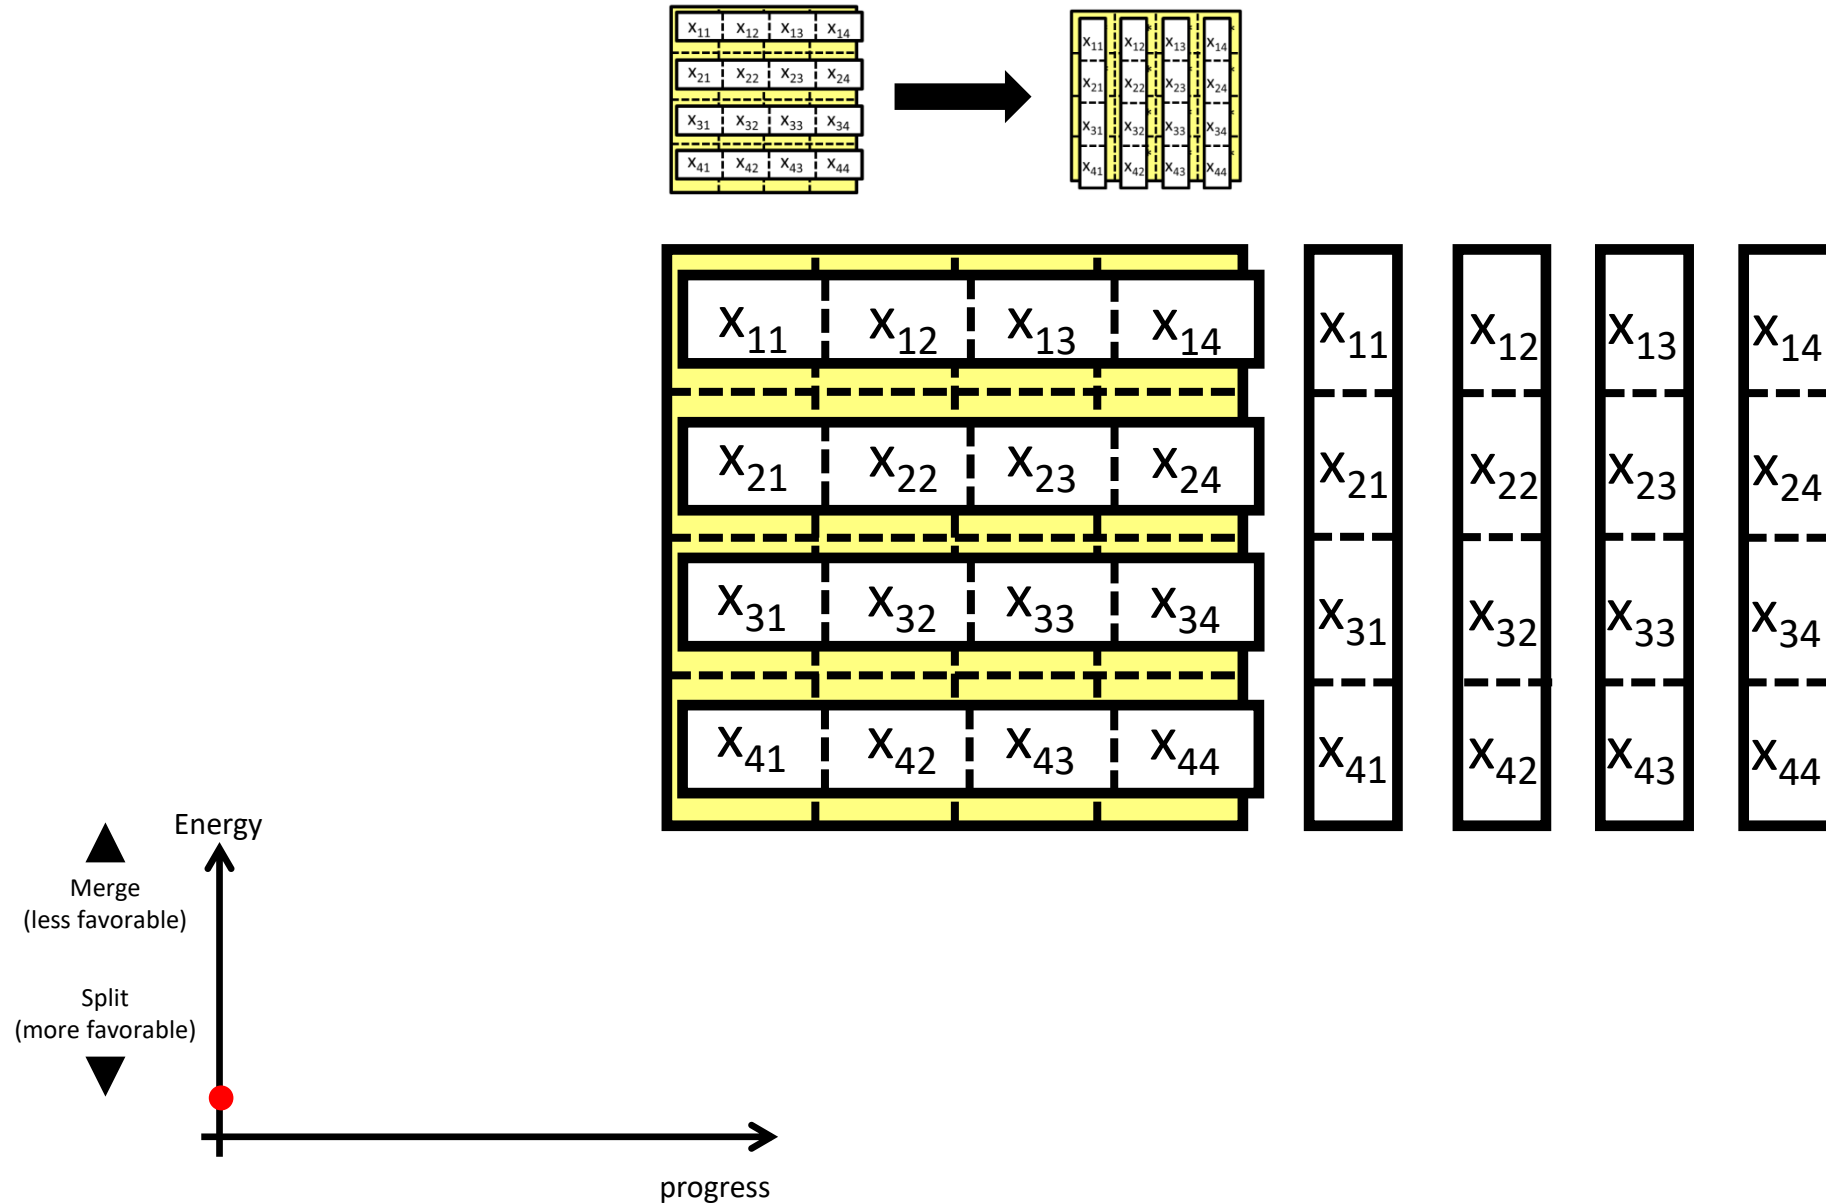 x11 x12 x13 x14
x21 x22 x23 x24
x31 x32 x33 x34
x41 x42 x43 x44
x11 x12* x13* x14*
x21 x22* x23* x24*
x31 x32* x33* x34*
x41 x42* x43* x44*
x11 x12 x13 x14
x21 x22 x23 x24
x31 x32 x33 x34
x41 x42 x43 x44
x11 x12 x13 x14
x21 x22 x23 x24
x31 x32 x33 x34
x41 x42 x43 x44
Energy
Merge
(less favorable)
Split
(more favorable)
progress